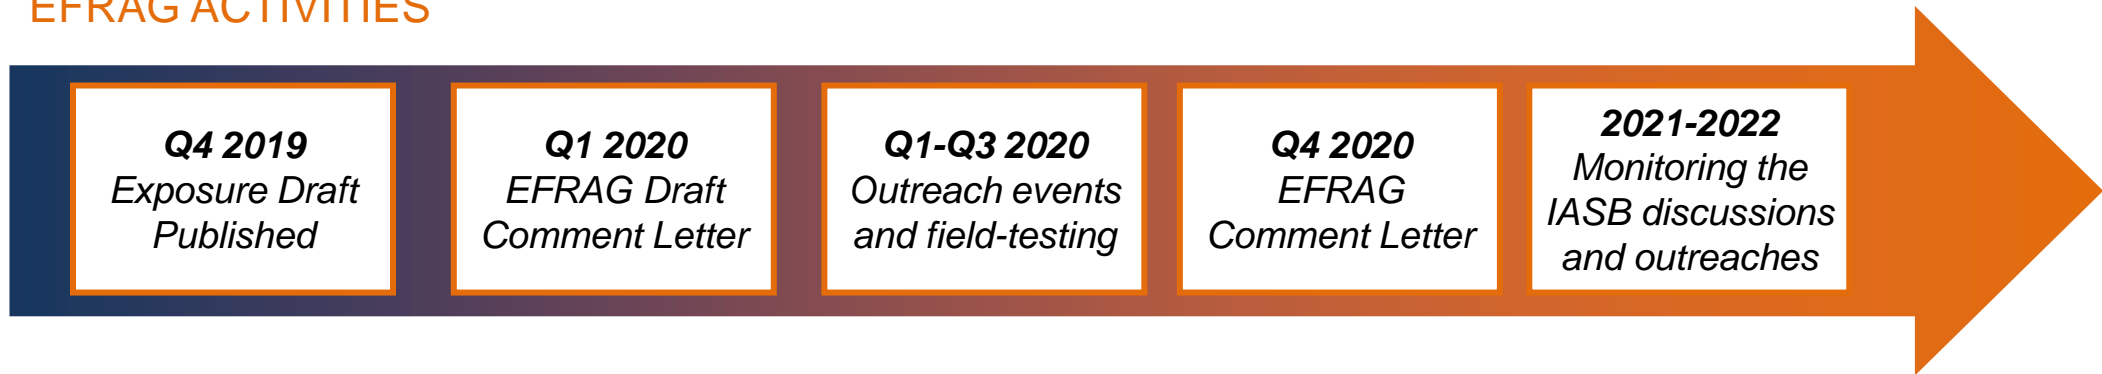 EFRAG ACTIVITIES
Q4 2019
Exposure Draft
Published
Q1 2020
EFRAG Draft
Comment Letter
Q1-Q3 2020
Outreach events
and field-testing
Q4 2020
EFRAG
Comment Letter
2021-2022
Monitoring the
IASB discussions
and outreaches